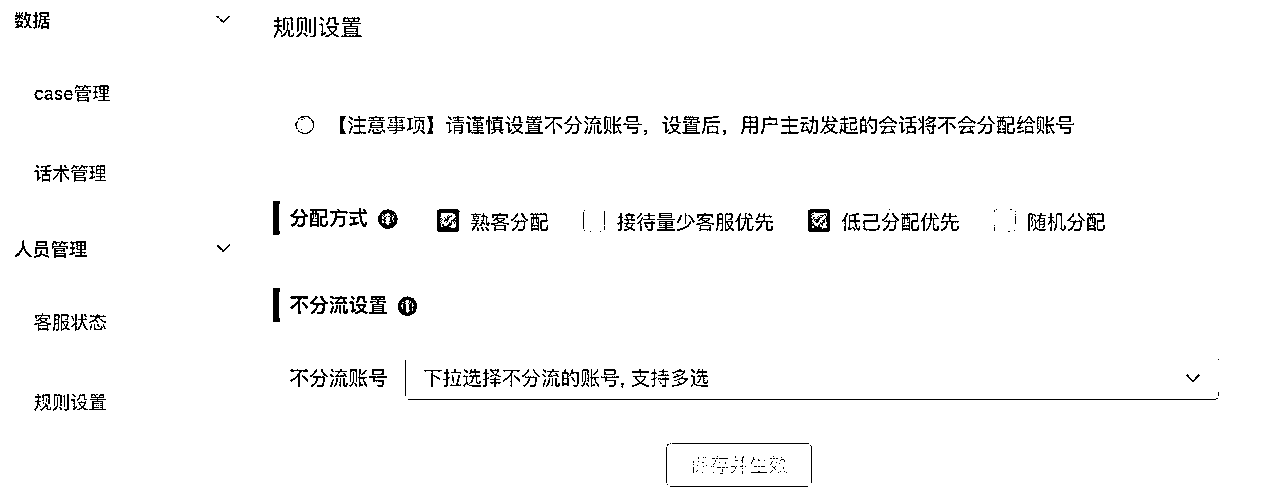 数据
case管理
话术管理
人员管理
客服状态
规则设置
规则设置
【注意事项】请谨慎设置不分流账号，设置后，用户主动发起的会话将不会分配给账号
分配方式 熟客分配 接待量少客服优先 低己分配优先 随机分配
不分流设置
不分流账号 下拉选择不分流的账号, 支持多选
保存并生效